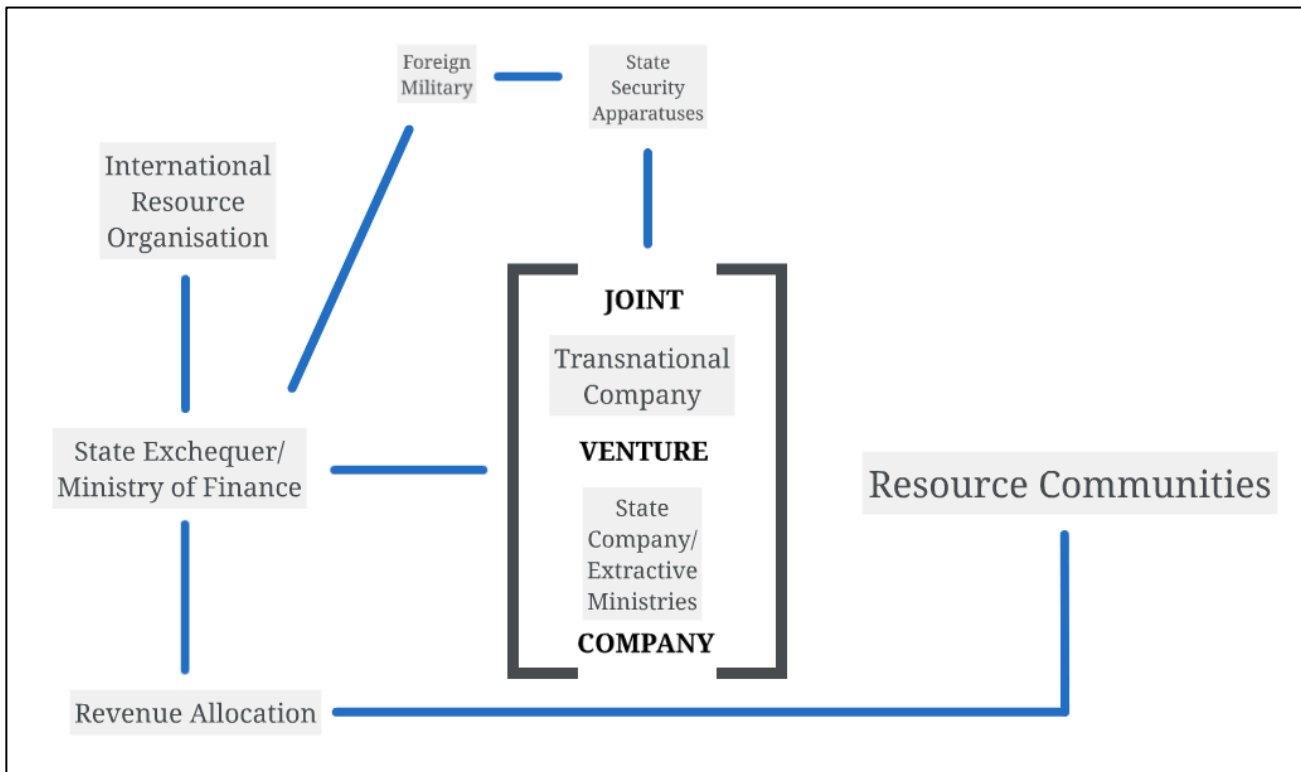 Foreign
Military
State
Security
Apparatuses
International
Resource
Organisation
JOINT
Transnational
Company
VENTURE
State
Company/
Extractive
Ministries
COMPANY
State Exchequer/
Ministry of Finance
Resource Communities
Revenue Allocation